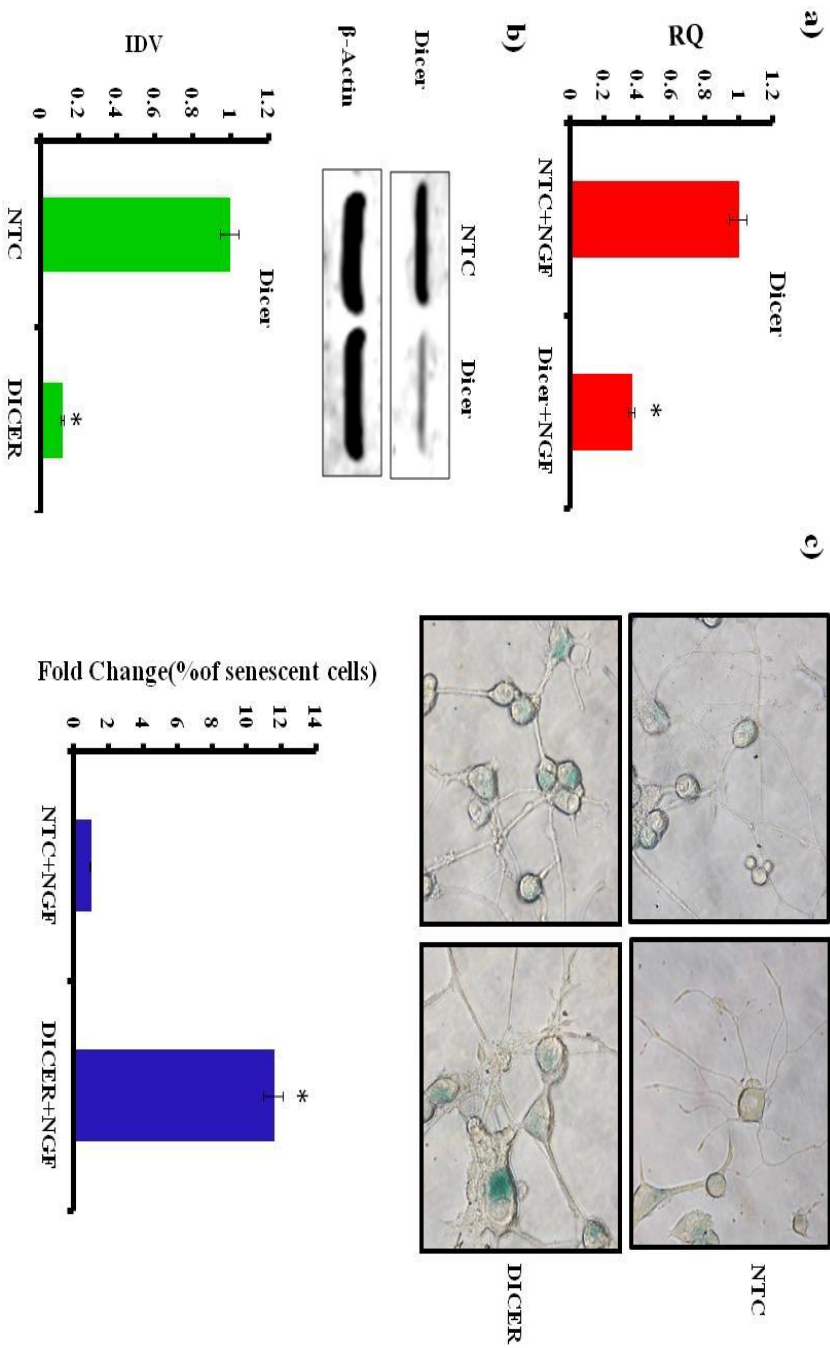 a)
Dicer
RQ
1.2
1
0.8
0.6
0.4
0.2
0
NTC+NGF
Dicer+NGF
*
b)
NTC
Dicer
Dicer
β-Actin
Dicer
IDV
1.2
1
0.8
0.6
0.4
0.2
0
NTC
DICER
*
c)
NTC
DICER
Fold Change(%of senescent cells)
14
12
10
8
6
4
2
0
NTC+NGF
DICER+NGF
*